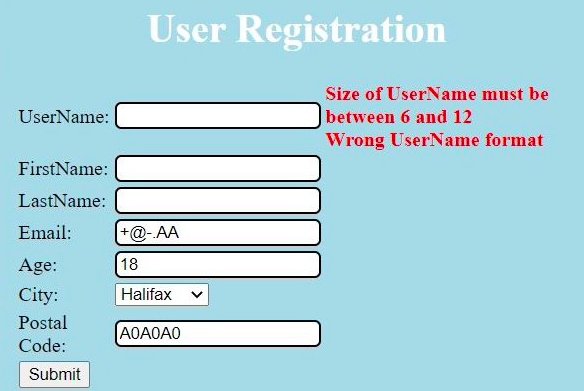 User Registration
UserName:
Size of UserName must be
between 6 and 12
Wrong UserName format
FirstName:
LastName:
Email: +@-.AA
Age: 18
City: Halifax
Postal
Code: A0A0A0
Submit